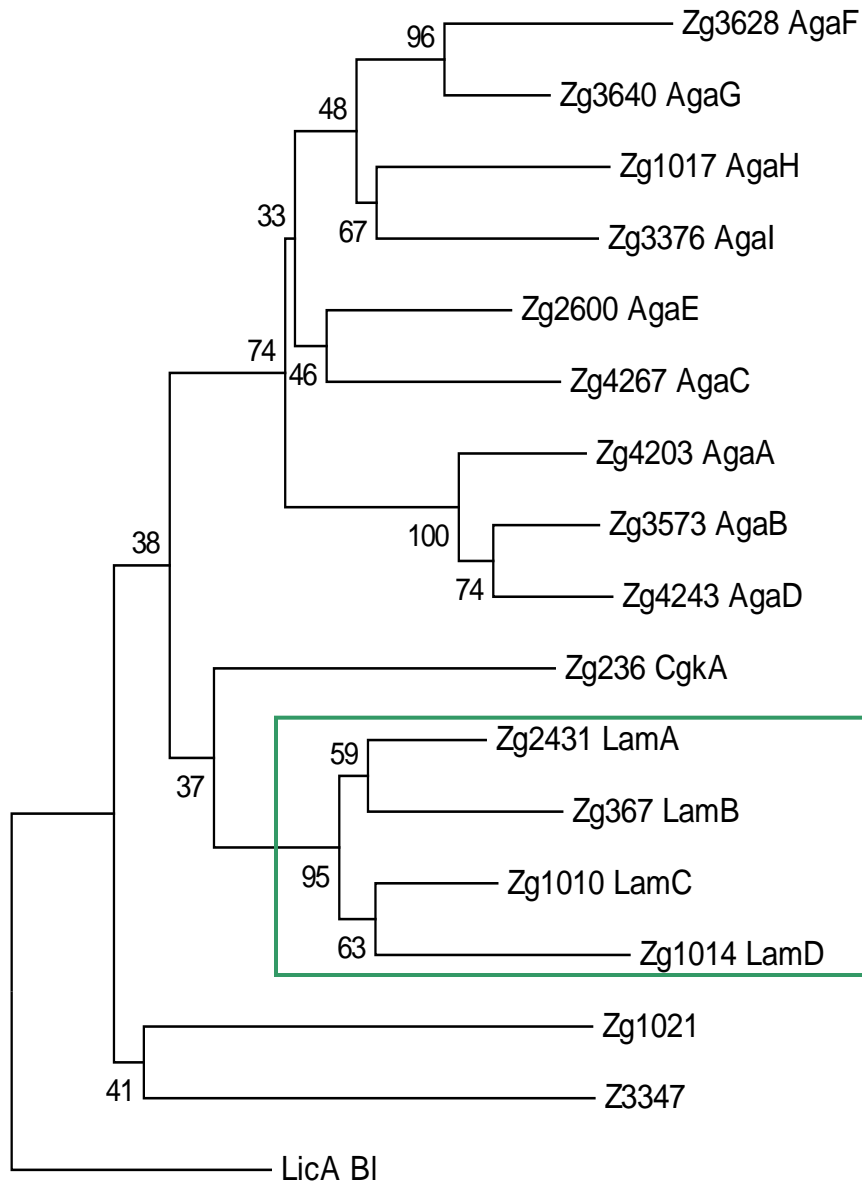 Zg3628 AgaF
96
Zg3640 AgaG
48
Zg1017 AgaH
33
67
Zg3376 AgaI
Zg2600 AgaE
74
46
Zg4267 AgaC
Zg4203 AgaA
100
Zg3573 AgaB
38
74
Zg4243 AgaD
Zg236 CgkA
Zg2431 LamA
59
37
Zg367 LamB
95
Zg1010 LamC
63
Zg1014 LamD
Zg1021
41
Z3347
LicA Bl